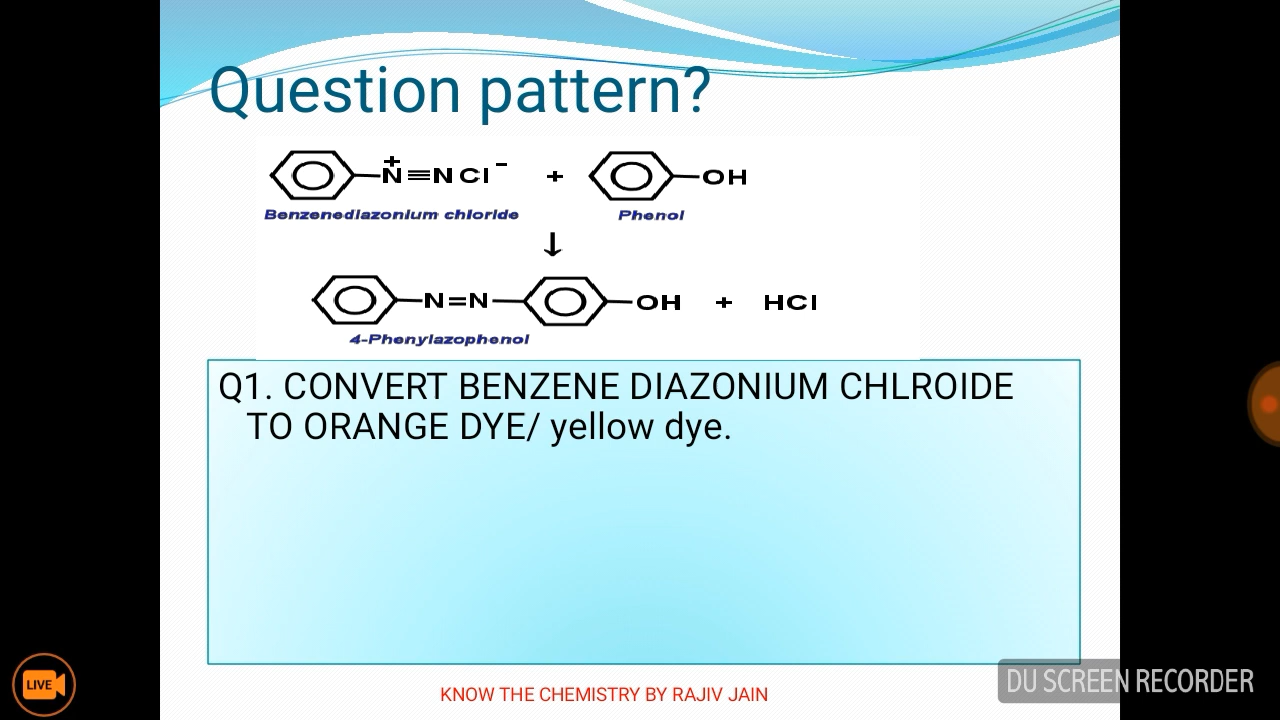 Question pattern?
+
N≡NCl⁻ + OH
Benzenediazonium chloride Phenol
↓
N=N OH + HCl
4-Phenylazophenol
Q1. CONVERT BENZENE DIAZONIUM CHLROIDE
TO ORANGE DYE/ yellow dye.
LIVE
KNOW THE CHEMISTRY BY RAJIV JAIN
DU SCREEN RECORDER